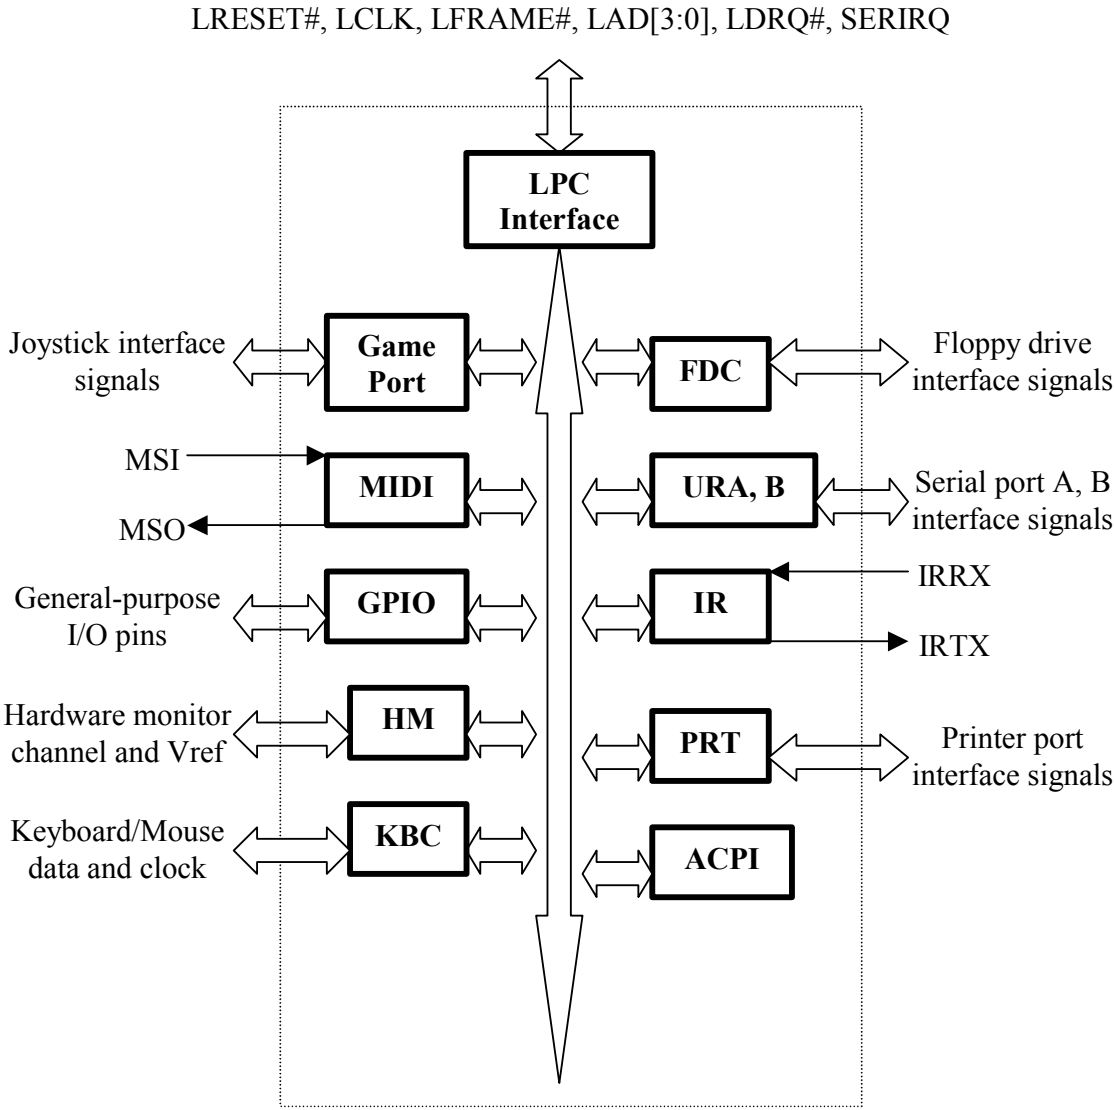 LRESET#, LCLK, LFRAME#, LAD[3:0], LDRQ#, SERIRQ
LPC
Interface
Joystick interface
signals
Game
Port
FDC
Floppy drive
interface signals
MSI
MSO
MIDI
URA, B
Serial port A, B
interface signals
General-purpose
I/O pins
GPIO
IR
IRRX
IRTX
Hardware monitor
channel and Vref
HM
PRT
Printer port
interface signals
Keyboard/Mouse
data and clock
KBC
ACPI